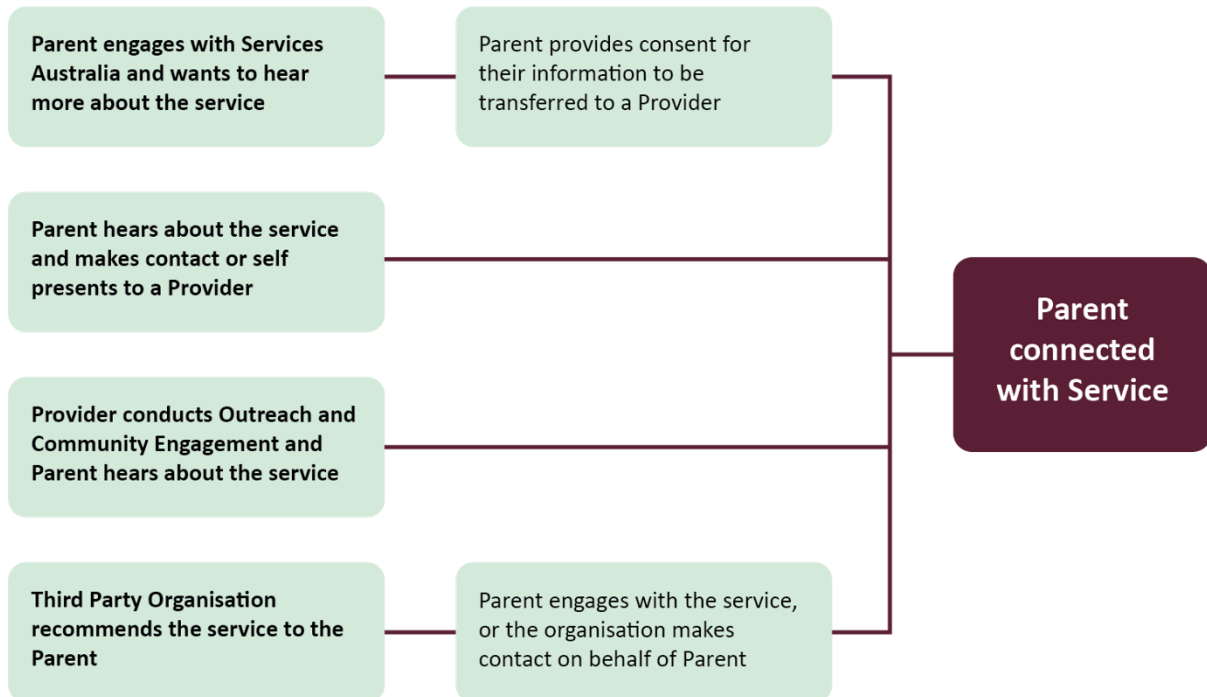 Parent engages with Services
Australia and wants to hear
more about the service
Parent provides consent for
their information to be
transferred to a Provider
Parent hears about the service
and makes contact or self
presents to a Provider
Provider conducts Outreach and
Community Engagement and
Parent hears about the service
Third Party Organisation
recommends the service to the
Parent
Parent engages with the service,
or the organisation makes
contact on behalf of Parent
Parent
connected
with Service